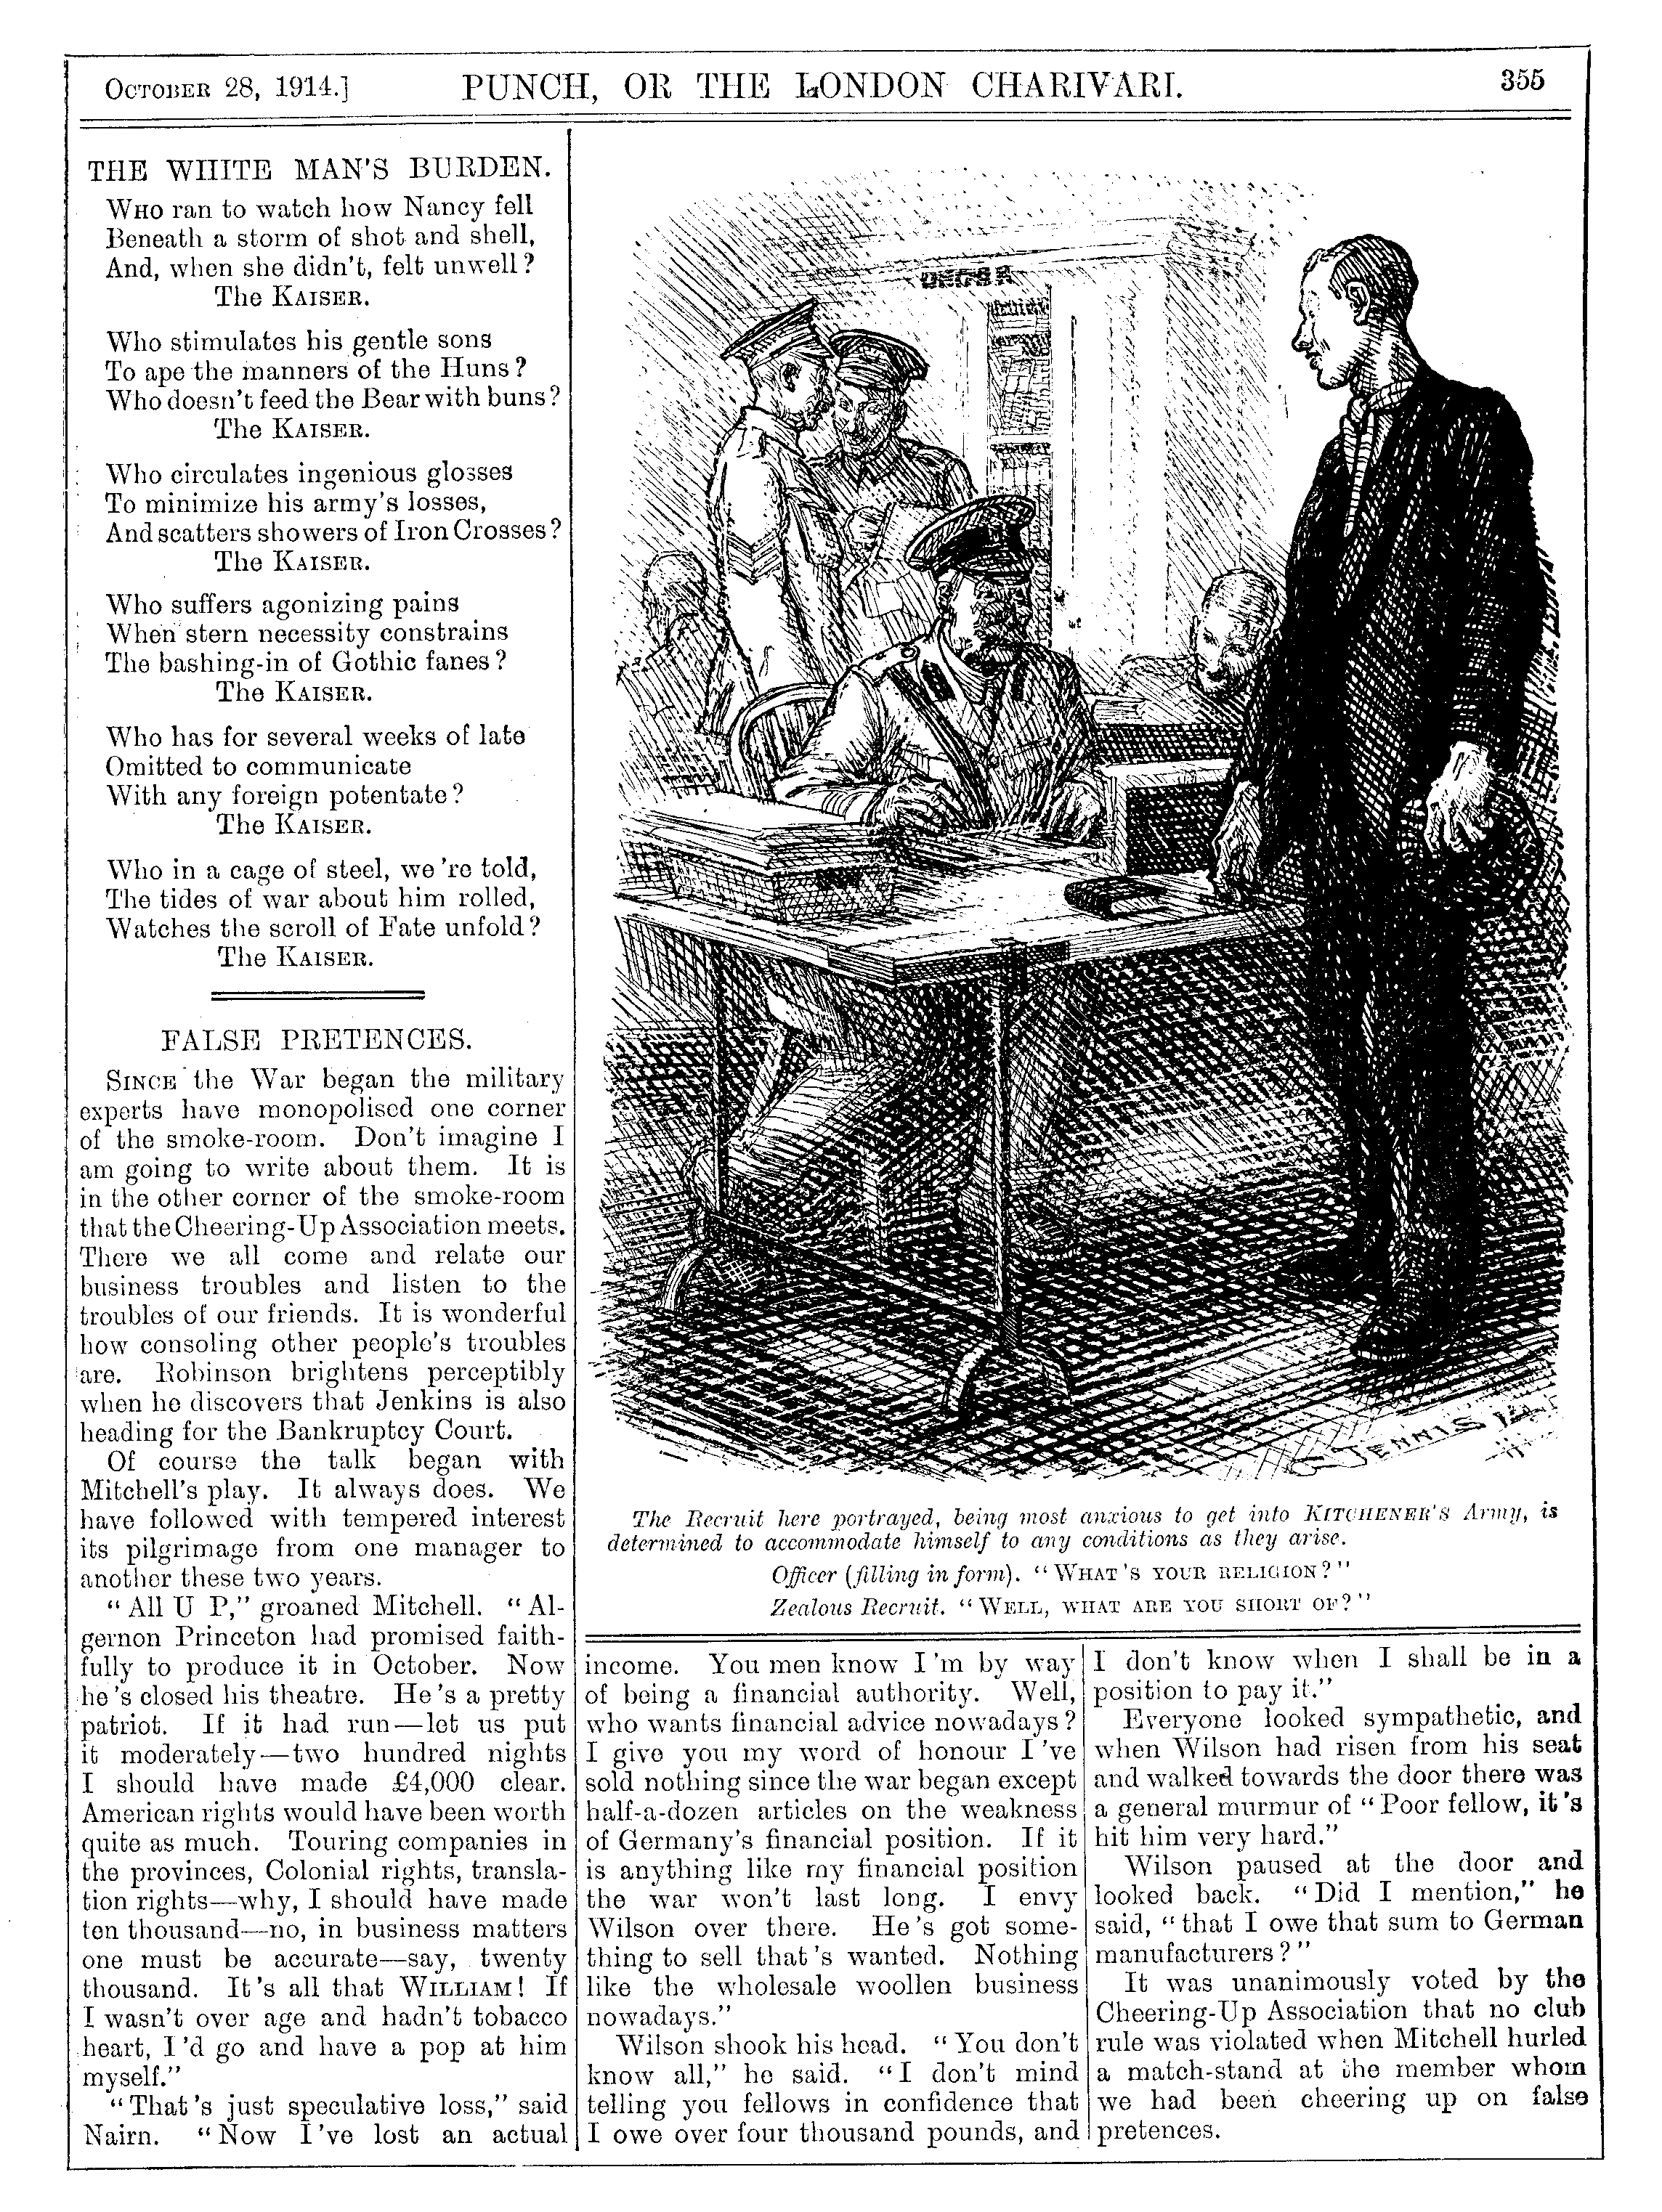 OCTOBER 28, 1914.] PUNCH, OR THE LONDON CHARIVARI. 355
THE WHITE MAN'S BURDEN.
WHO ran to watch how Nancy fell
Beneath a storm of shot and shell,
And, when she didn't, felt unwell?
The KAISER.
Who stimulates his gentle sons
To ape the manners of the Huns?
Who doesn't feed the Bear with buns?
The KAISER.
Who circulates ingenious glosses
To minimize his army's losses,
And scatters showers of Iron Crosses?
The KAISER.
Who suffers agonizing pains
When stern necessity constrains
The bashing-in of Gothic fanes?
The KAISER.
Who has for several weeks of late
Omitted to communicate
With any foreign potentate?
The KAISER.
Who in a cage of steel, we 're told,
The tides of war about him rolled,
Watches the scroll of Fate unfold?
The KAISER.
FALSE PRETENCES.
SINCE the War began the military
experts have monopolised one corner
of the smoke-room. Don't imagine I
am going to write about them. It is
in the other corner of the smoke-room
that the Cheering-Up Association meets.
There we all come and relate our
business troubles and listen to the
troubles of our friends. It is wonderful
how consoling other people's troubles
are. Robinson brightens perceptibly
when he discovers that Jenkins is also
heading for the Bankruptcy Court.
Of course the talk began with
Mitchell's play. It always does. We
have followed with tempered interest
its pilgrimage from one manager to
another these two years.
"All U P," groaned Mitchell. "Al-
gernon Princeton had promised faith-
fully to produce it in October. Now
he 's closed his theatre. He 's a pretty
patriot. If it had run—let us put
it moderately—two hundred nights
I should have made £4,000 clear.
American rights would have been worth
quite as much. Touring companies in
the provinces, Colonial rights, transla-
tion rights—why, I should have made
ten thousand—no, in business matters
one must be accurate—say, twenty
thousand. It 's all that WILLIAM! If
I wasn't over age and hadn't tobacco
heart, I 'd go and have a pop at him
myself."
"That 's just speculative loss," said
Nairn. "Now I 've lost an actual
G JENNIS 14
The Recruit here portrayed, being most anxious to get into KITCHENER'S Army, is
determined to accommodate himself to any conditions as they arise.
Officer (filling in form). "WHAT 'S YOUR RELIGION?"
Zealous Recruit. "WELL, WHAT ARE YOU SHORT OF?"
income. You men know I 'm by way
of being a financial authority. Well,
who wants financial advice nowadays?
I give you my word of honour I 've
sold nothing since the war began except
half-a-dozen articles on the weakness
of Germany's financial position. If it
is anything like my financial position
the war won't last long. I envy
Wilson over there. He 's got some-
thing to sell that 's wanted. Nothing
like the wholesale woollen business
nowadays."
Wilson shook his head. "You don't
know all," he said. "I don't mind
telling you fellows in confidence that
I owe over four thousand pounds, and
I don't know when I shall be in a
position to pay it."
Everyone looked sympathetic, and
when Wilson had risen from his seat
and walked towards the door there was
a general murmur of "Poor fellow, it 's
hit him very hard."
Wilson paused at the door and
looked back. "Did I mention," he
said, "that I owe that sum to German
manufacturers?"
It was unanimously voted by the
Cheering-Up Association that no club
rule was violated when Mitchell hurled
a match-stand at the member whom
we had been cheering up on false
pretences.